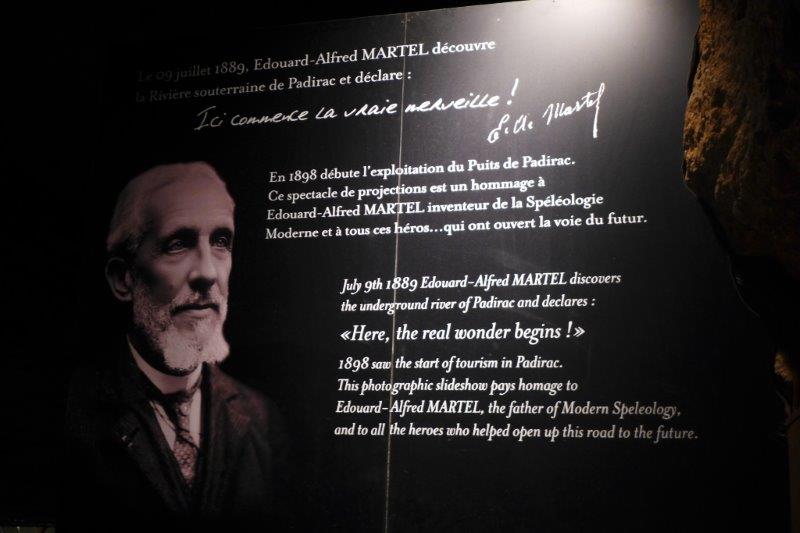 Le 09 juillet 1889, Edouard-Alfred MARTEL découvre
la Rivière souterraine de Padirac et déclare :
Ici commence la vraie merveille !
E. A. Martel
En 1898 débute l'exploitation du Puits de Padirac.
Ce spectacle de projections est un hommage à
Edouard-Alfred MARTEL inventeur de la Spéléologie
Moderne et à tous ces héros...qui ont ouvert la voie du futur.
July 9th 1889 Edouard-Alfred MARTEL discovers
the underground river of Padirac and declares :
«Here, the real wonder begins !»
1898 saw the start of tourism in Padirac.
This photographic slideshow pays homage to
Edouard-Alfred MARTEL, the father of Modern Speleology,
and to all the heroes who helped open up this road to the future.